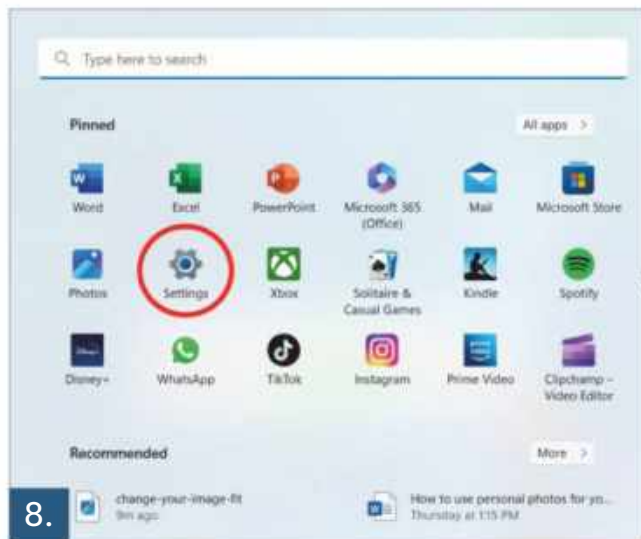 Type here to search
Pinned
All apps >
Word
Excel
PowerPoint
Microsoft 365
(Office)
Mail
Microsoft Store
Photos
Settings
Xbox
Solitaire &
Casual Games
Kindle
Spotify
Disney+
WhatsApp
TikTok
Instagram
Prime Video
Clipchamp –
Video Editor
Recommended
More >
change-your-image-fit
9m ago
How to use personal photos for yo...
Thursday at 1:15 PM
8.